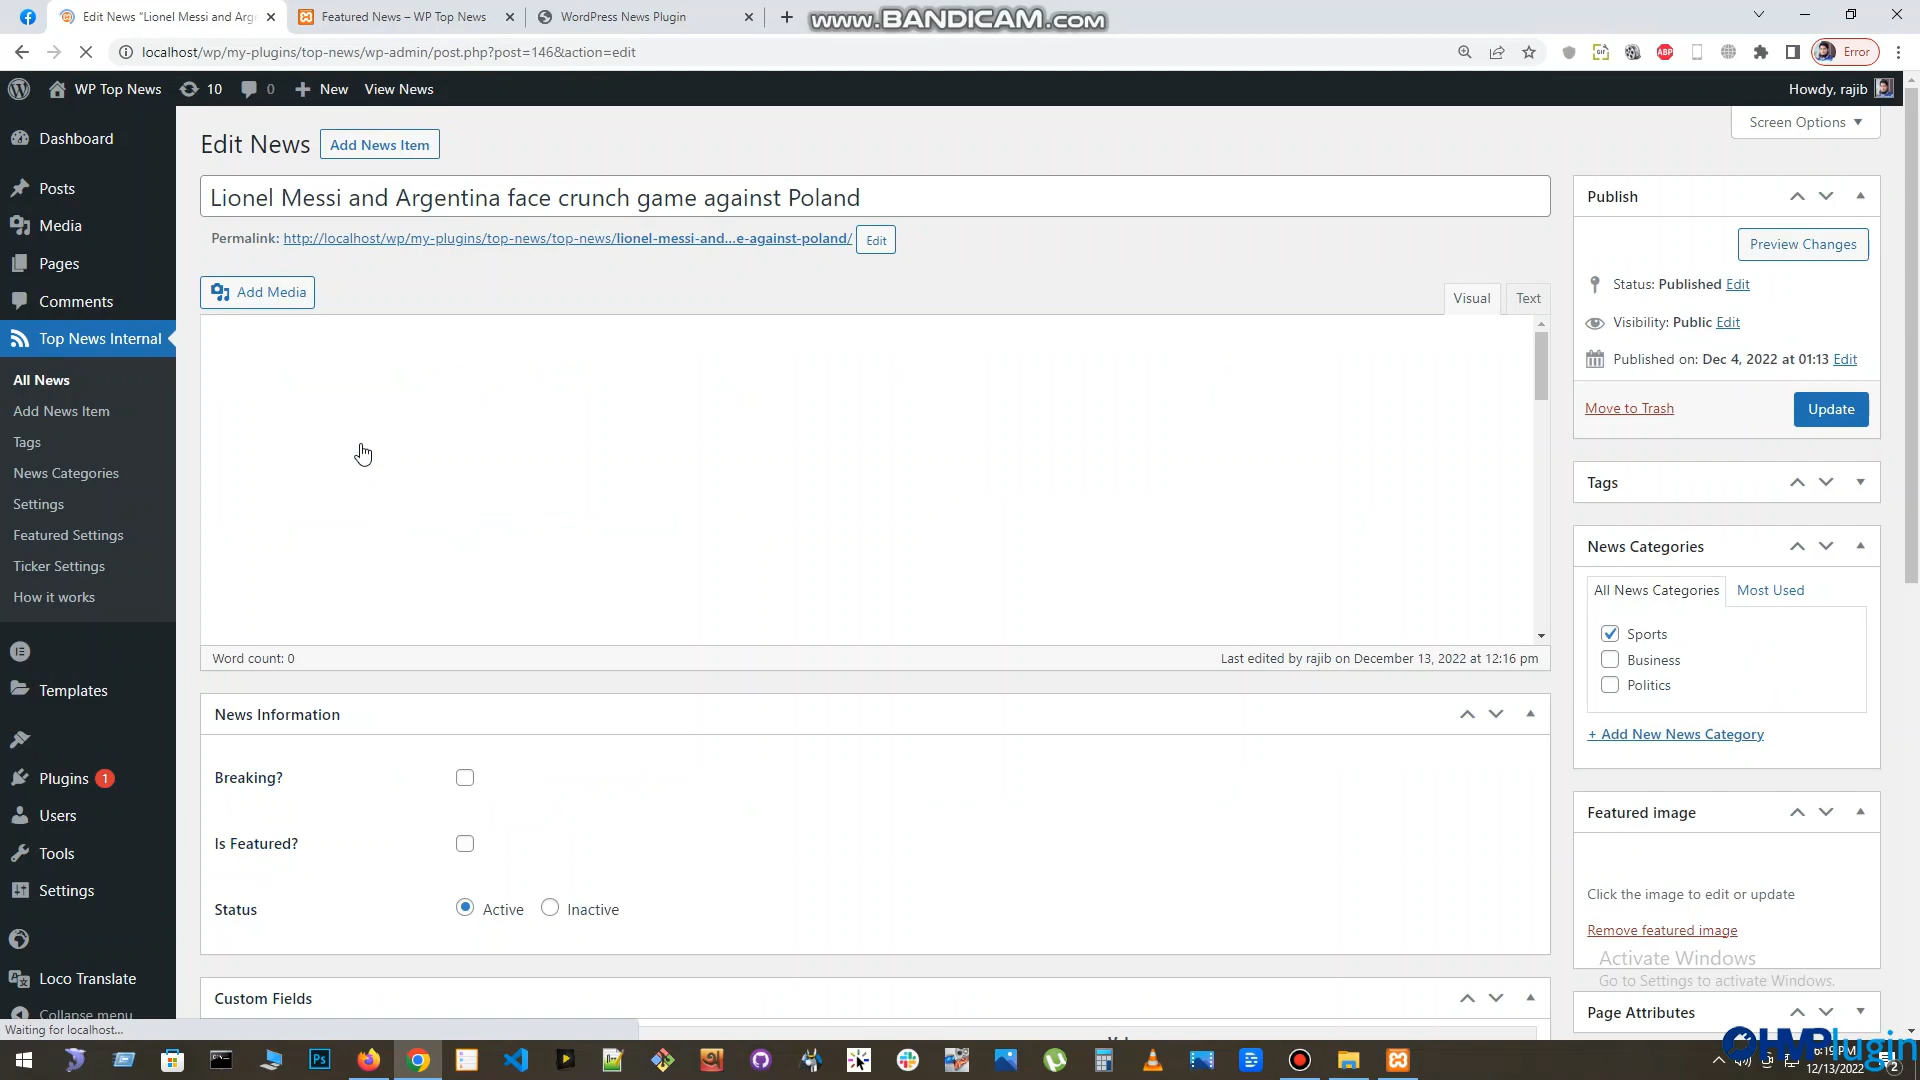 Edit News "Lionel Messi and Arg
Featured News – WP Top News
WordPress News Plugin
www.BANDICAM.com
localhost/wp/my-plugins/top-news/wp-admin/post.php?post=146&action=edit
ABP
Error
WP Top News
10
0
New
View News
Howdy, rajib
Screen Options
Dashboard
Posts
Media
Pages
Comments
Top News Internal
All News
Add News Item
Tags
News Categories
Settings
Featured Settings
Ticker Settings
How it works
Templates
Plugins 1
Users
Tools
Settings
Loco Translate
Collapse menu
Edit News
Add News Item
Lionel Messi and Argentina face crunch game against Poland
Permalink: http://localhost/wp/my-plugins/top-news/top-news/lionel-messi-and...e-against-poland/ Edit
Add Media
Visual
Text
Word count: 0
Last edited by rajib on December 13, 2022 at 12:16 pm
News Information
Breaking?
Is Featured?
Status
Active
Inactive
Custom Fields
Publish
Preview Changes
Status: Published Edit
Visibility: Public Edit
Published on: Dec 4, 2022 at 01:13 Edit
Move to Trash
Update
Tags
News Categories
All News Categories
Most Used
Sports
Business
Politics
+ Add New News Category
Featured image
Click the image to edit or update
Remove featured image
Activate Windows
Go to Settings to activate Windows.
Page Attributes
Waiting for localhost...
Ps
HMPlugin
6:19 PM
12/13/2022
2